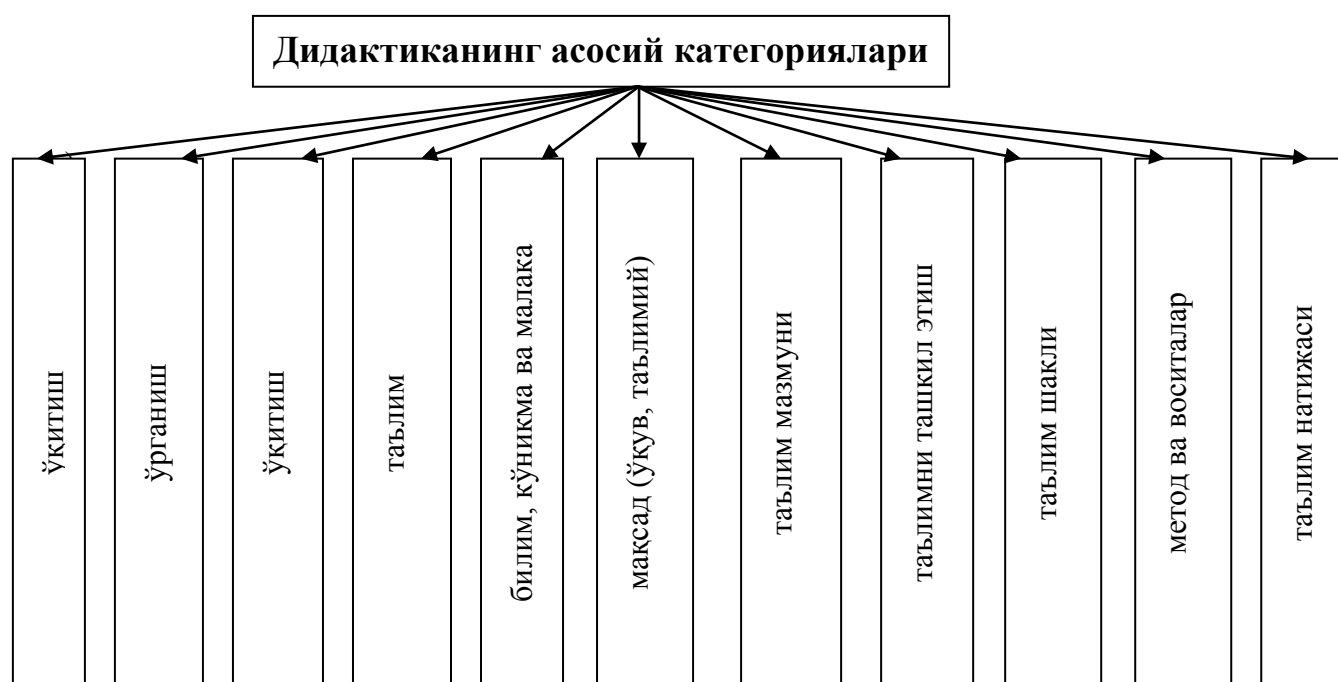 Дидактиканинг асосий категориялари
ўқитиш
ўрганиш
ўқитиш
таълим
билим, кўникма ва малака
мақсад (ўқув, таълимий)
таълим мазмуни
таълимни ташкил этиш
таълим шакли
метод ва воситалар
таълим натижаси